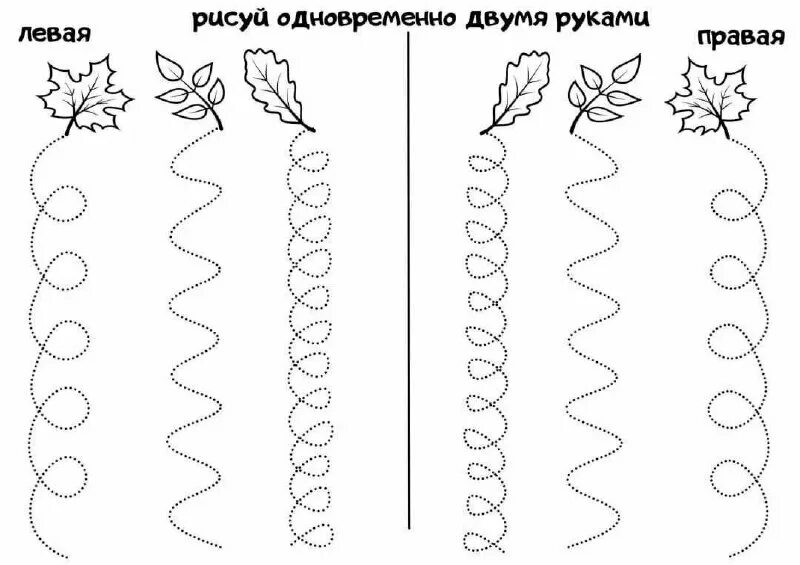 рисуй одновременно двумя руками
левая
правая